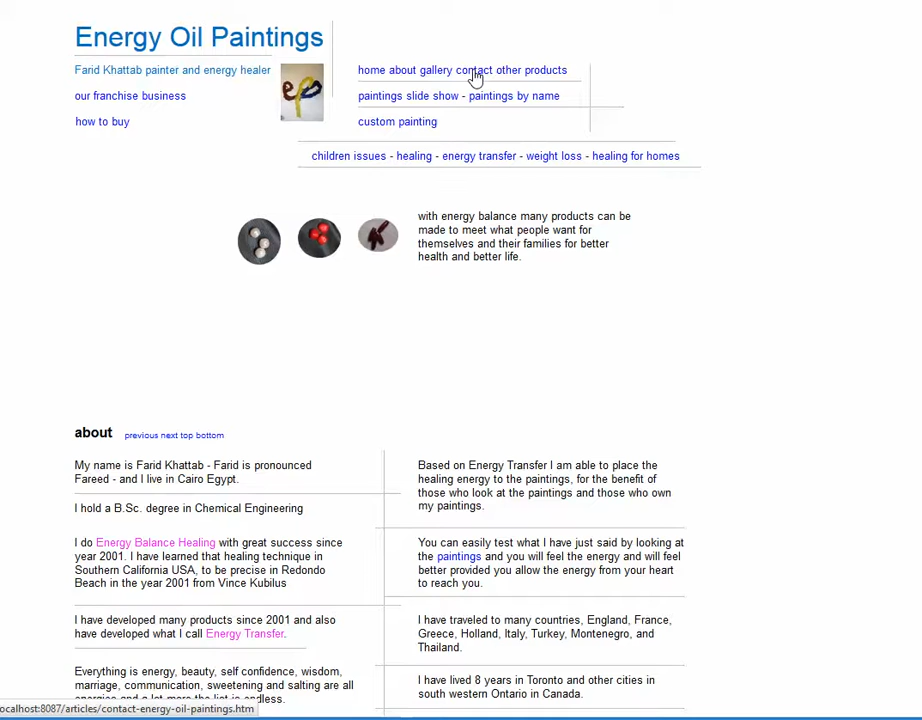 Energy Oil Paintings
Farid Khattab painter and energy healer
our franchise business
how to buy
home about gallery contact other products
paintings slide show - paintings by name
custom painting
children issues - healing - energy transfer - weight loss - healing for homes
with energy balance many products can be
made to meet what people want for
themselves and their families for better
health and better life.
about
previous next top bottom
My name is Farid Khattab - Farid is pronounced
Fareed - and I live in Cairo Egypt.
I hold a B.Sc. degree in Chemical Engineering
I do Energy Balance Healing with great success since
year 2001. I have learned that healing technique in
Southern California USA, to be precise in Redondo
Beach in the year 2001 from Vince Kubilus
I have developed many products since 2001 and also
have developed what I call Energy Transfer.
Everything is energy, beauty, self confidence, wisdom,
marriage, communication, sweetening and salting are all
energies and a lot more the list is endless.
Based on Energy Transfer I am able to place the
healing energy to the paintings, for the benefit of
those who look at the paintings and those who own
my paintings.
You can easily test what I have just said by looking at
the paintings and you will feel the energy and will feel
better provided you allow the energy from your heart
to reach you.
I have traveled to many countries, England, France,
Greece, Holland, Italy, Turkey, Montenegro, and
Thailand.
I have lived 8 years in Toronto and other cities in
south western Ontario in Canada.
ocalhost:8087/articles/contact-energy-oil-paintings.htm